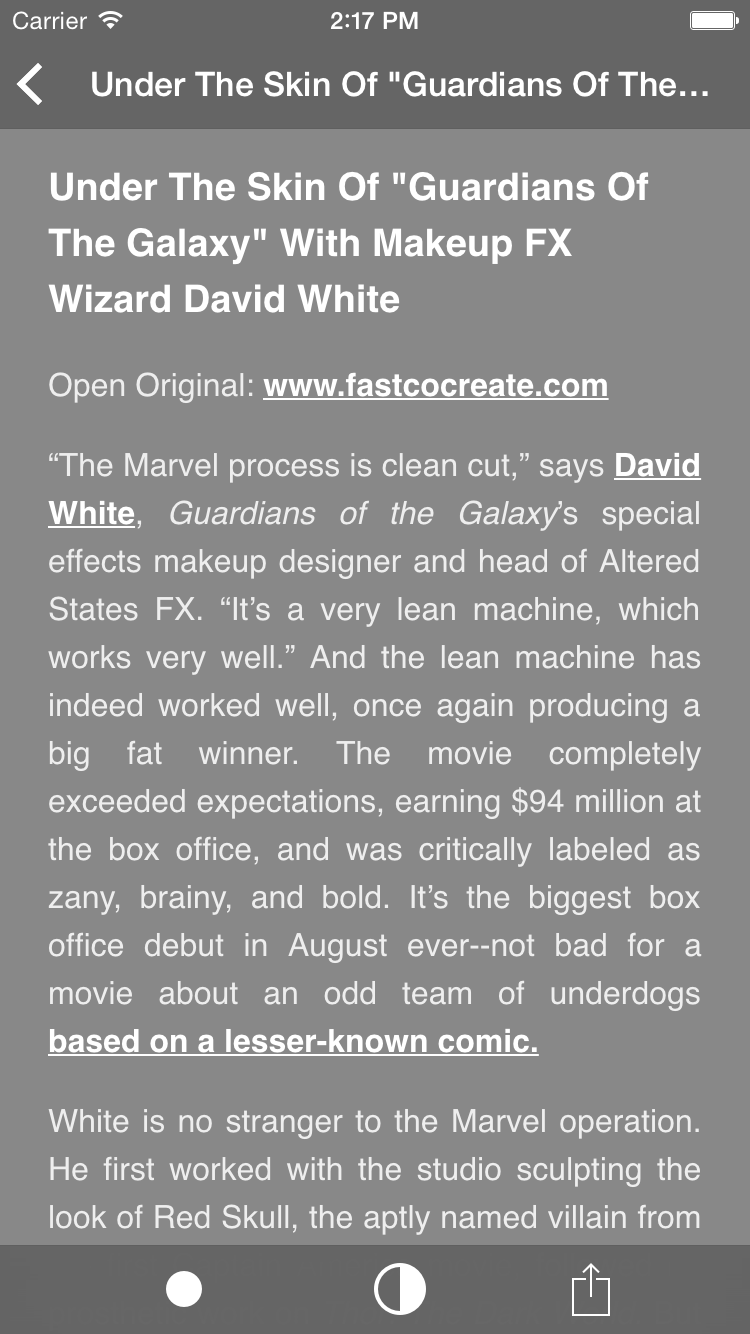 Carrier 2:17 PM
Under The Skin Of "Guardians Of The...
Under The Skin Of "Guardians Of
The Galaxy" With Makeup FX
Wizard David White
Open Original: www.fastcocreate.com
“The Marvel process is clean cut,” says David
White, Guardians of the Galaxy’s special
effects makeup designer and head of Altered
States FX. “It’s a very lean machine, which
works very well.” And the lean machine has
indeed worked well, once again producing a
big fat winner. The movie completely
exceeded expectations, earning $94 million at
the box office, and was critically labeled as
zany, brainy, and bold. It’s the biggest box
office debut in August ever--not bad for a
movie about an odd team of underdogs
based on a lesser-known comic.
White is no stranger to the Marvel operation.
He first worked with the studio sculpting the
look of Red Skull, the aptly named villain from